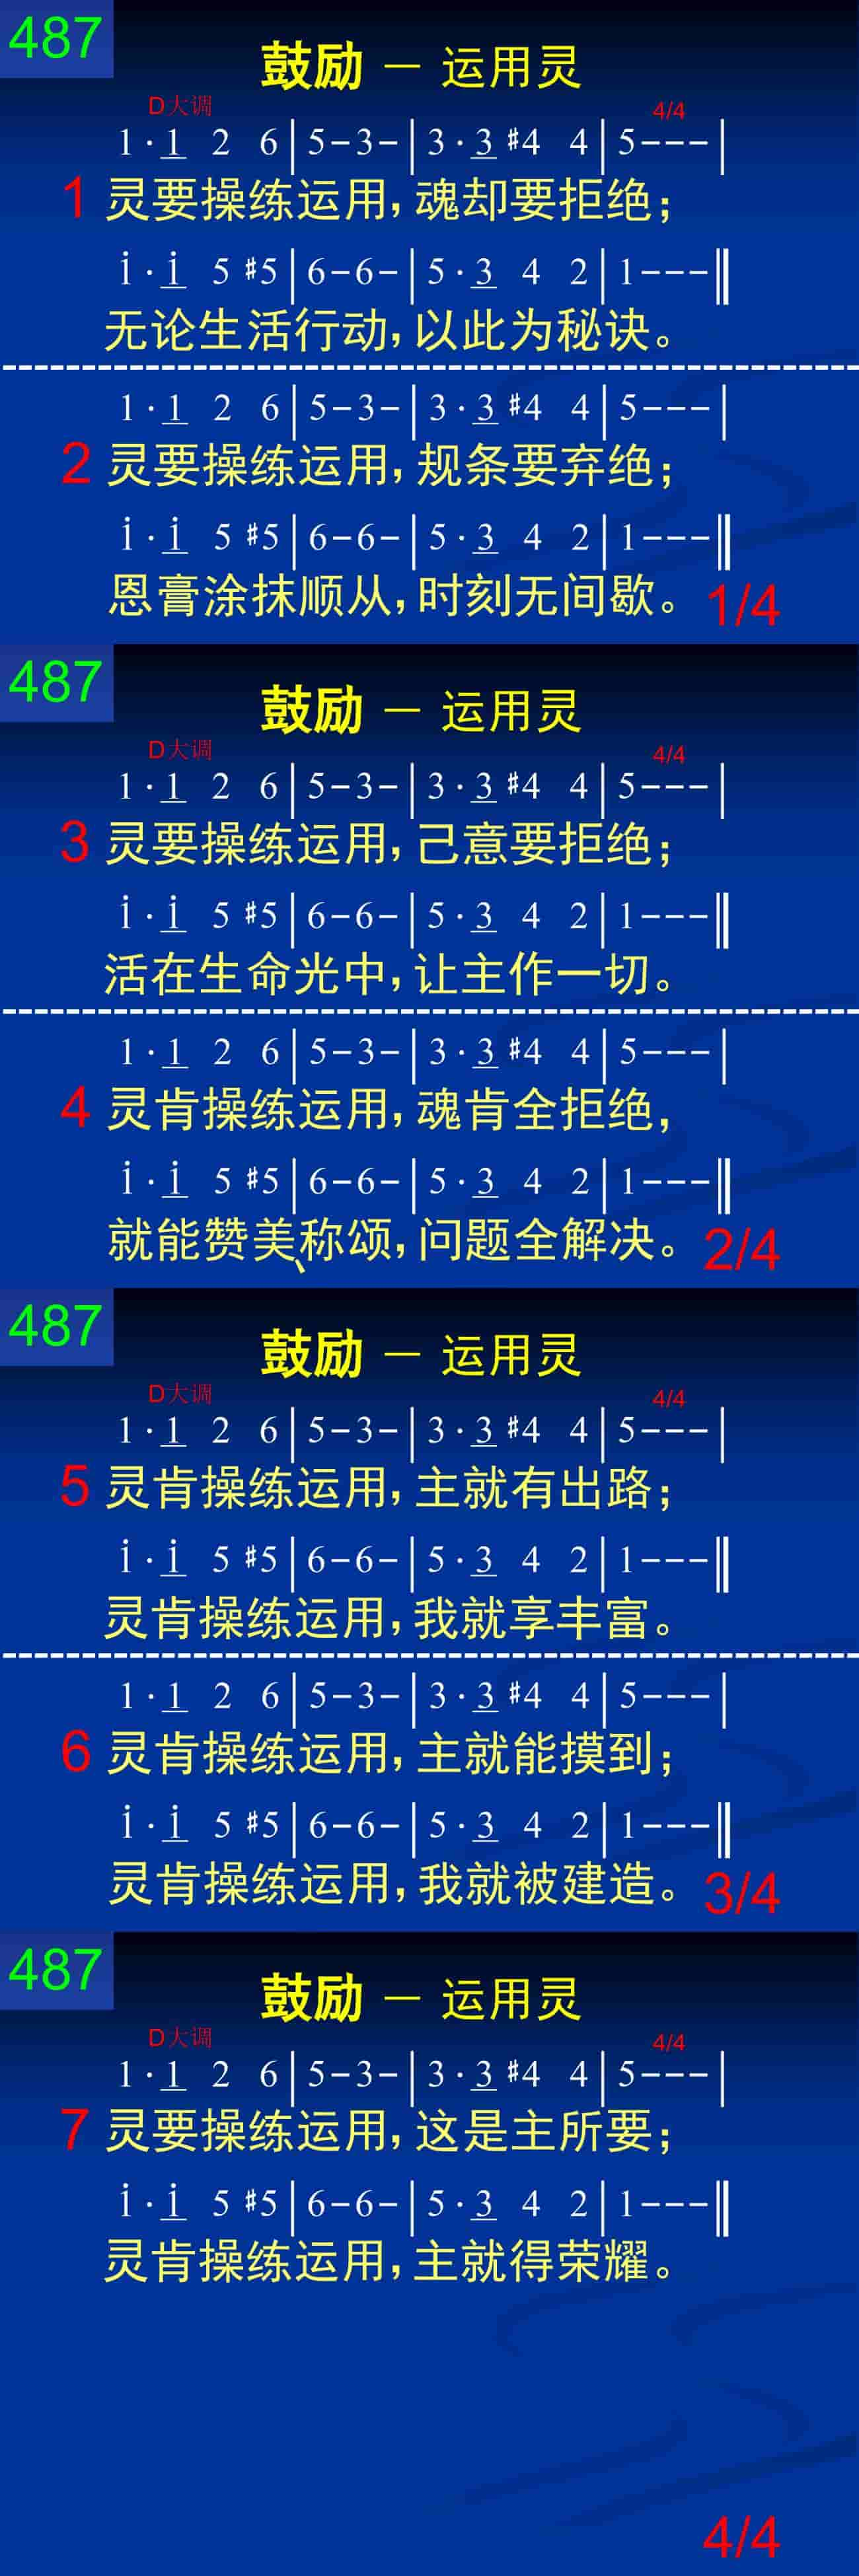 487
鼓励 － 运用灵
D大调 4/4
1·1 2 6|5-3-|3·3 #4 4|5---|
1 灵要操练运用，魂却要拒绝；
i·i 5 #5|6-6-|5·3 4 2|1---‖
无论生活行动，以此为秘诀。
1·1 2 6|5-3-|3·3 #4 4|5---|
2 灵要操练运用，规条要弃绝；
i·i 5 #5|6-6-|5·3 4 2|1---‖
恩膏涂抹顺从，时刻无间歇。 1/4
487
鼓励 － 运用灵
D大调 4/4
1·1 2 6|5-3-|3·3 #4 4|5---|
3 灵要操练运用，己意要拒绝；
i·i 5 #5|6-6-|5·3 4 2|1---‖
活在生命光中，让主作一切。
1·1 2 6|5-3-|3·3 #4 4|5---|
4 灵肯操练运用，魂肯全拒绝，
i·i 5 #5|6-6-|5·3 4 2|1---‖
就能赞美、称颂，问题全解决。 2/4
487
鼓励 － 运用灵
D大调 4/4
1·1 2 6|5-3-|3·3 #4 4|5---|
5 灵肯操练运用，主就有出路；
i·i 5 #5|6-6-|5·3 4 2|1---‖
灵肯操练运用，我就享丰富。
1·1 2 6|5-3-|3·3 #4 4|5---|
6 灵肯操练运用，主就能摸到；
i·i 5 #5|6-6-|5·3 4 2|1---‖
灵肯操练运用，我就被建造。 3/4
487
鼓励 － 运用灵
D大调 4/4
1·1 2 6|5-3-|3·3 #4 4|5---|
7 灵要操练运用，这是主所要；
i·i 5 #5|6-6-|5·3 4 2|1---‖
灵肯操练运用，主就得荣耀。
4/4